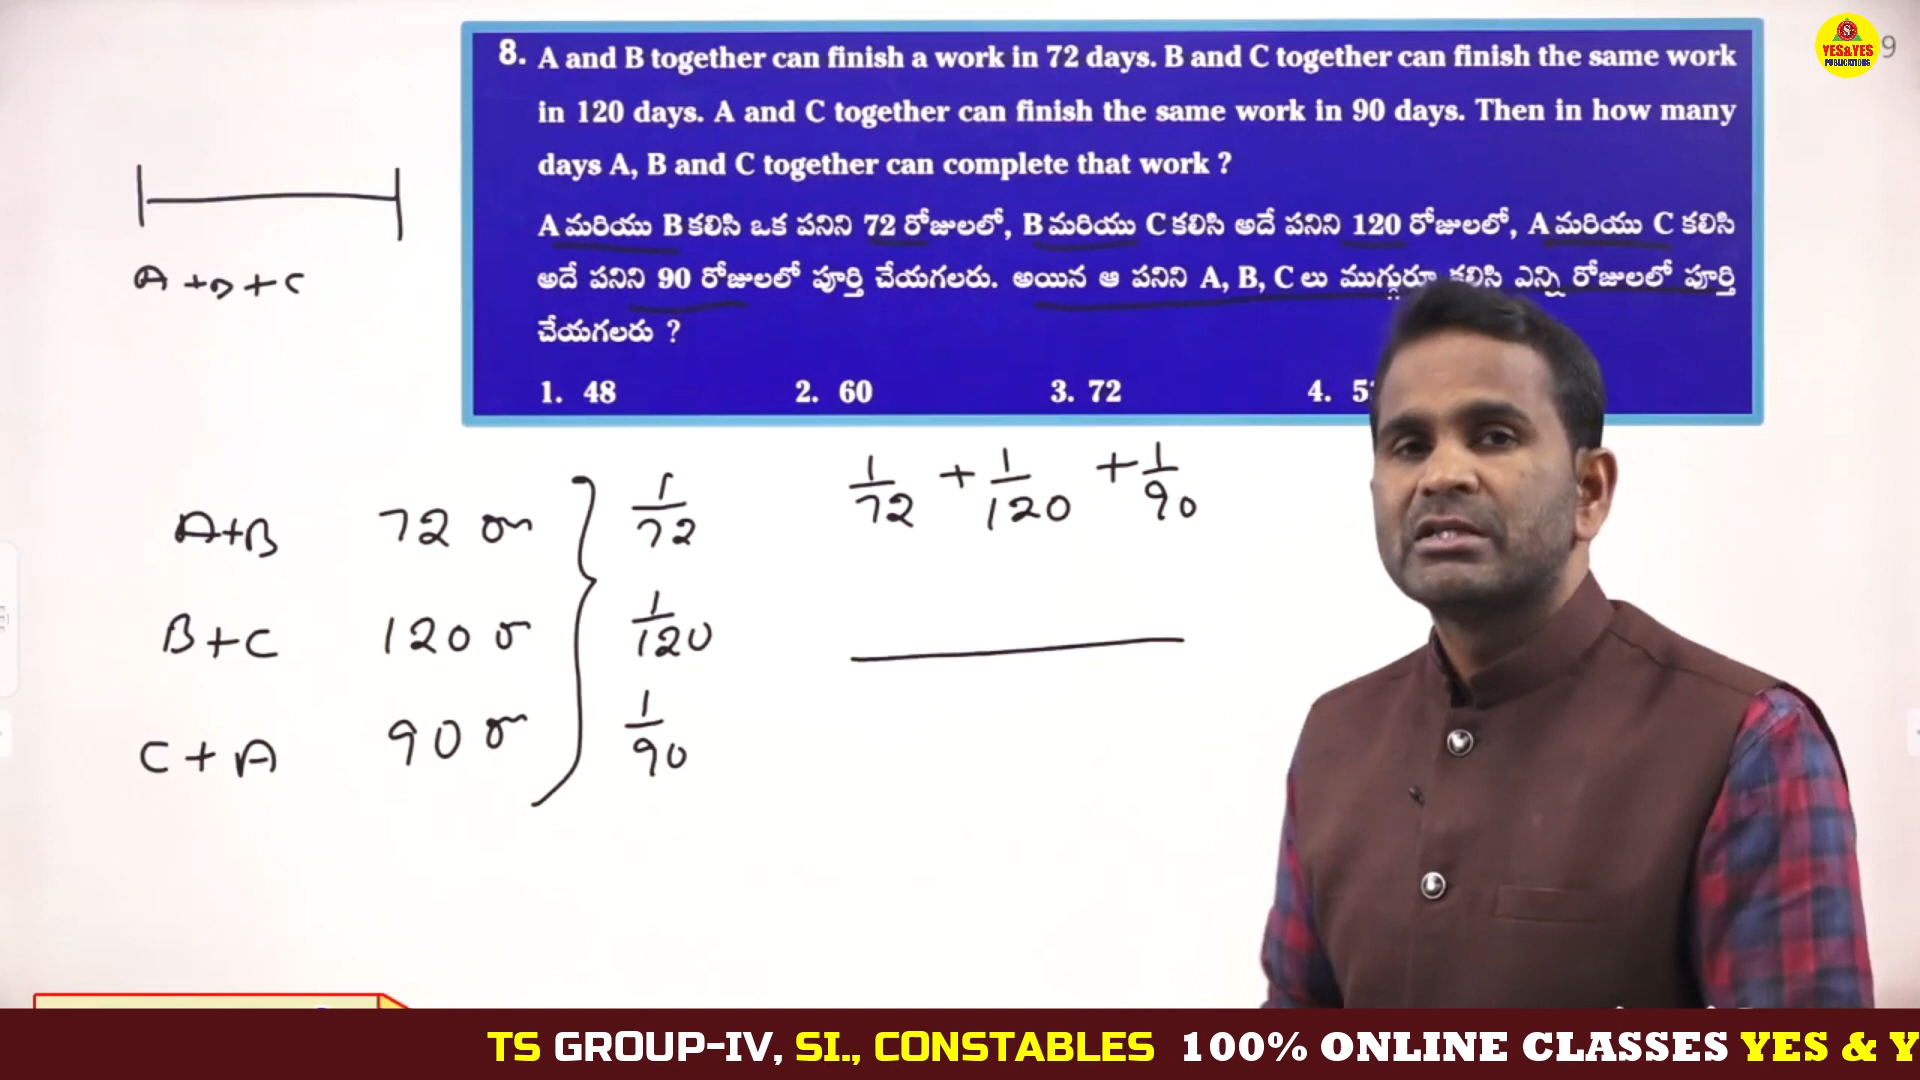 8. A and B together can finish a work in 72 days. B and C together can finish the same work
in 120 days. A and C together can finish the same work in 90 days. Then in how many
days A, B and C together can complete that work ?
A మరియు B కలిసి ఒక పనిని 72 రోజులలో, B మరియు C కలిసి అదే పనిని 120 రోజులలో, A మరియు C కలిసి
అదే పనిని 90 రోజులలో పూర్తి చేయగలరు. అయిన ఆ పనిని A, B, C లు ముగ్గురూ కలిసి ఎన్ని రోజులలో పూర్తి
చేయగలరు ?
1. 48 2. 60 3. 72 4.
YES&YES
PUBLICATIONS
9
A + B + C
A+B 72 1/72
B+C 120 1/120
C+A 90 1/90
1/72 + 1/120 + 1/90
TS GROUP-IV, SI., CONSTABLES 100% ONLINE CLASSES YES & Y